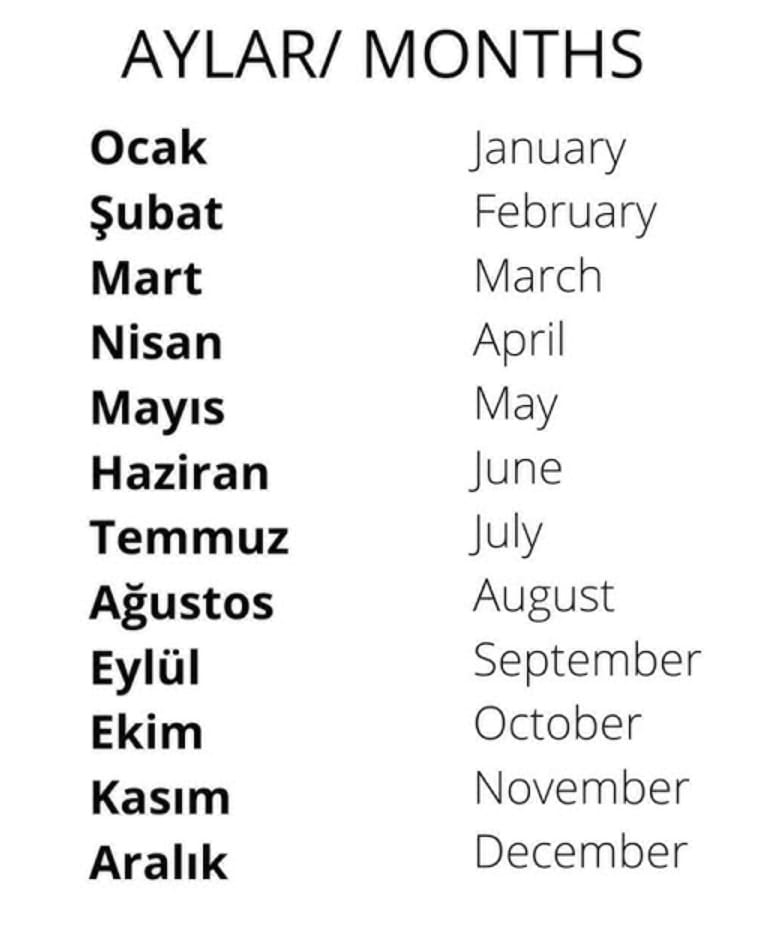 AYLAR/ MONTHS
Ocak January
Şubat February
Mart March
Nisan April
Mayıs May
Haziran June
Temmuz July
Ağustos August
Eylül September
Ekim October
Kasım November
Aralık December